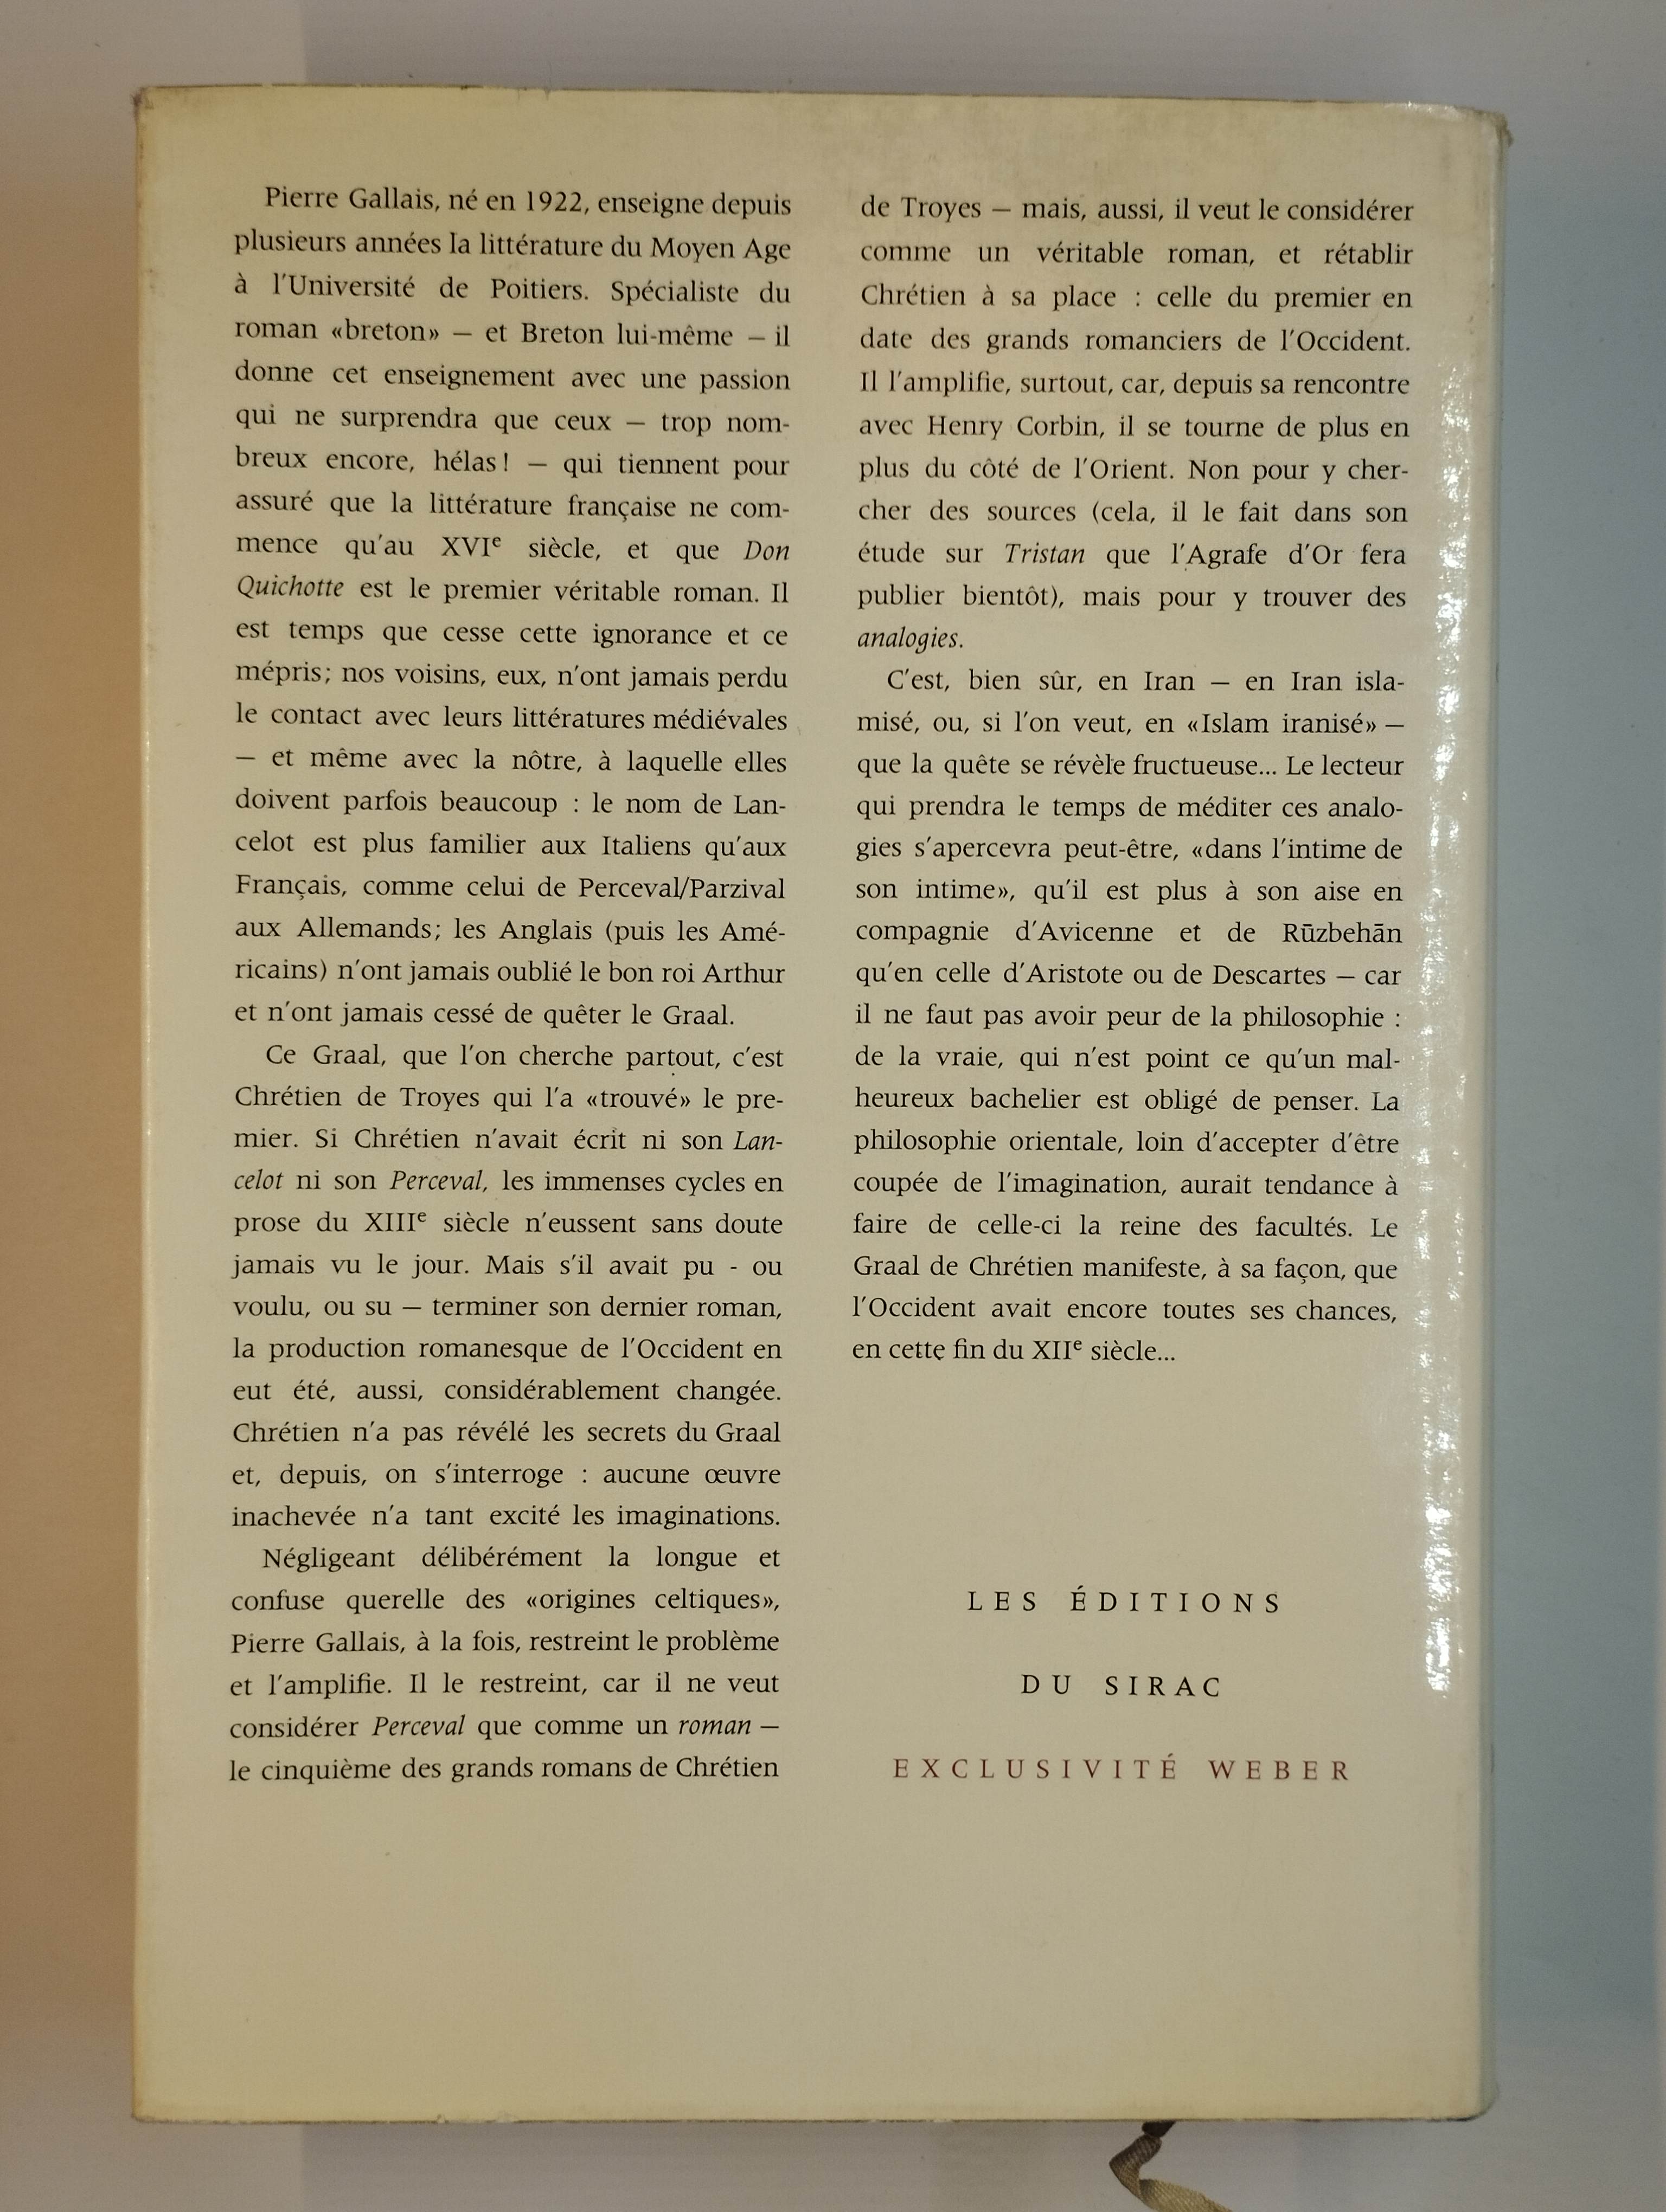 Pierre Gallais, né en 1922, enseigne depuis
plusieurs années la littérature du Moyen Age
à l'Université de Poitiers. Spécialiste du
roman «breton» — et Breton lui-même — il
donne cet enseignement avec une passion
qui ne surprendra que ceux — trop nom-
breux encore, hélas! — qui tiennent pour
assuré que la littérature française ne com-
mence qu'au XVIe siècle, et que Don
Quichotte est le premier véritable roman. Il
est temps que cesse cette ignorance et ce
mépris; nos voisins, eux, n'ont jamais perdu
le contact avec leurs littératures médiévales
— et même avec la nôtre, à laquelle elles
doivent parfois beaucoup : le nom de Lan-
celot est plus familier aux Italiens qu'aux
Français, comme celui de Perceval/Parzival
aux Allemands; les Anglais (puis les Amé-
ricains) n'ont jamais oublié le bon roi Arthur
et n'ont jamais cessé de quêter le Graal.
Ce Graal, que l'on cherche partout, c'est
Chrétien de Troyes qui l'a «trouvé» le pre-
mier. Si Chrétien n'avait écrit ni son Lan-
celot ni son Perceval, les immenses cycles en
prose du XIIIe siècle n'eussent sans doute
jamais vu le jour. Mais s'il avait pu - ou
voulu, ou su — terminer son dernier roman,
la production romanesque de l'Occident en
eut été, aussi, considérablement changée.
Chrétien n'a pas révélé les secrets du Graal
et, depuis, on s'interroge : aucune œuvre
inachevée n'a tant excité les imaginations.
Négligeant délibérément la longue et
confuse querelle des «origines celtiques»,
Pierre Gallais, à la fois, restreint le problème
et l'amplifie. Il le restreint, car il ne veut
considérer Perceval que comme un roman —
le cinquième des grands romans de Chrétien
de Troyes — mais, aussi, il veut le considérer
comme un véritable roman, et rétablir
Chrétien à sa place : celle du premier en
date des grands romanciers de l'Occident.
Il l'amplifie, surtout, car, depuis sa rencontre
avec Henry Corbin, il se tourne de plus en
plus du côté de l'Orient. Non pour y cher-
cher des sources (cela, il le fait dans son
étude sur Tristan que l'Agrafe d'Or fera
publier bientôt), mais pour y trouver des
analogies.
C'est, bien sûr, en Iran — en Iran isla-
misé, ou, si l'on veut, en «Islam iranisé» —
que la quête se révèle fructueuse... Le lecteur
qui prendra le temps de méditer ces analo-
gies s'apercevra peut-être, «dans l'intime de
son intime», qu'il est plus à son aise en
compagnie d'Avicenne et de Rūzbehān
qu'en celle d'Aristote ou de Descartes — car
il ne faut pas avoir peur de la philosophie :
de la vraie, qui n'est point ce qu'un mal-
heureux bachelier est obligé de penser. La
philosophie orientale, loin d'accepter d'être
coupée de l'imagination, aurait tendance à
faire de celle-ci la reine des facultés. Le
Graal de Chrétien manifeste, à sa façon, que
l'Occident avait encore toutes ses chances,
en cette fin du XIIe siècle...
LES ÉDITIONS
DU SIRAC
EXCLUSIVITÉ WEBER